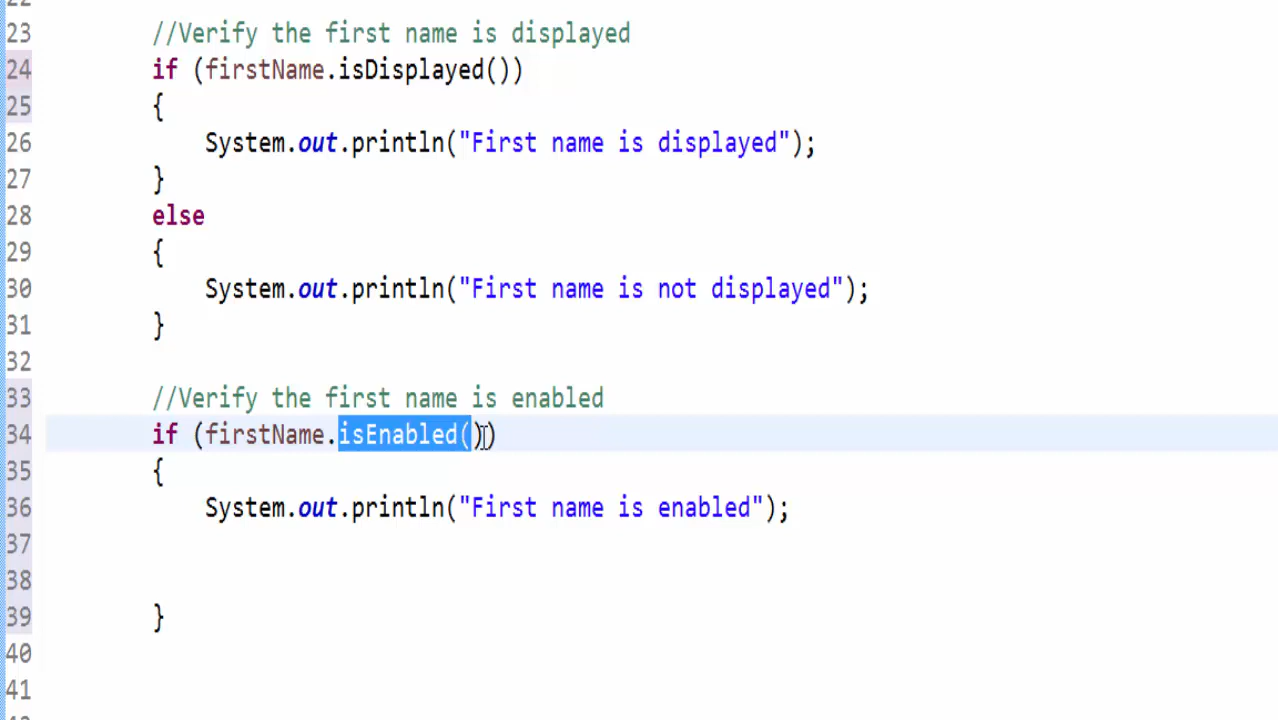 23 //Verify the first name is displayed
24 if (firstName.isDisplayed())
25 {
26 System.out.println("First name is displayed");
27 }
28 else
29 {
30 System.out.println("First name is not displayed");
31 }
32
33 //Verify the first name is enabled
34 if (firstName.isEnabled())
35 {
36 System.out.println("First name is enabled");
37
38
39 }
40
41